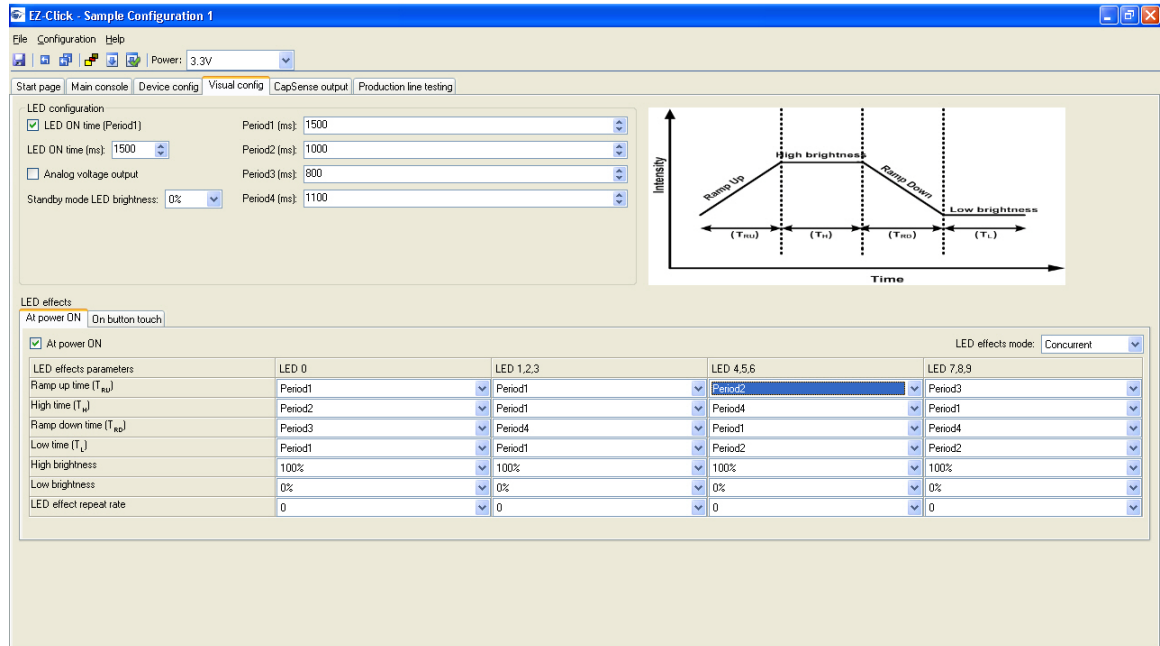 EZ-Click - Sample Configuration 1
File Configuration Help
Power: 3.3V
Start page Main console Device config Visual config CapSense output Production line testing
LED configuration
LED ON time (Period1) Period1 (ms): 1500
LED ON time (ms): 1500 Period2 (ms): 1000
Analog voltage output Period3 (ms): 800
Standby mode LED brightness: 0% Period4 (ms): 1100
Intensity
High brightness
Ramp Up
Ramp Down
Low brightness
(TRU) (TH) (TRD) (TL)
Time
LED effects
At power ON On button touch
At power ON LED effects mode: Concurrent
LED effects parameters LED 0 LED 1,2,3 LED 4,5,6 LED 7,8,9
Ramp up time (TRU) Period1 Period1 Period2 Period3
High time (TH) Period2 Period1 Period4 Period1
Ramp down time (TRD) Period3 Period4 Period1 Period4
Low time (TL) Period1 Period1 Period2 Period2
High brightness 100% 100% 100% 100%
Low brightness 0% 0% 0% 0%
LED effect repeat rate 0 0 0 0